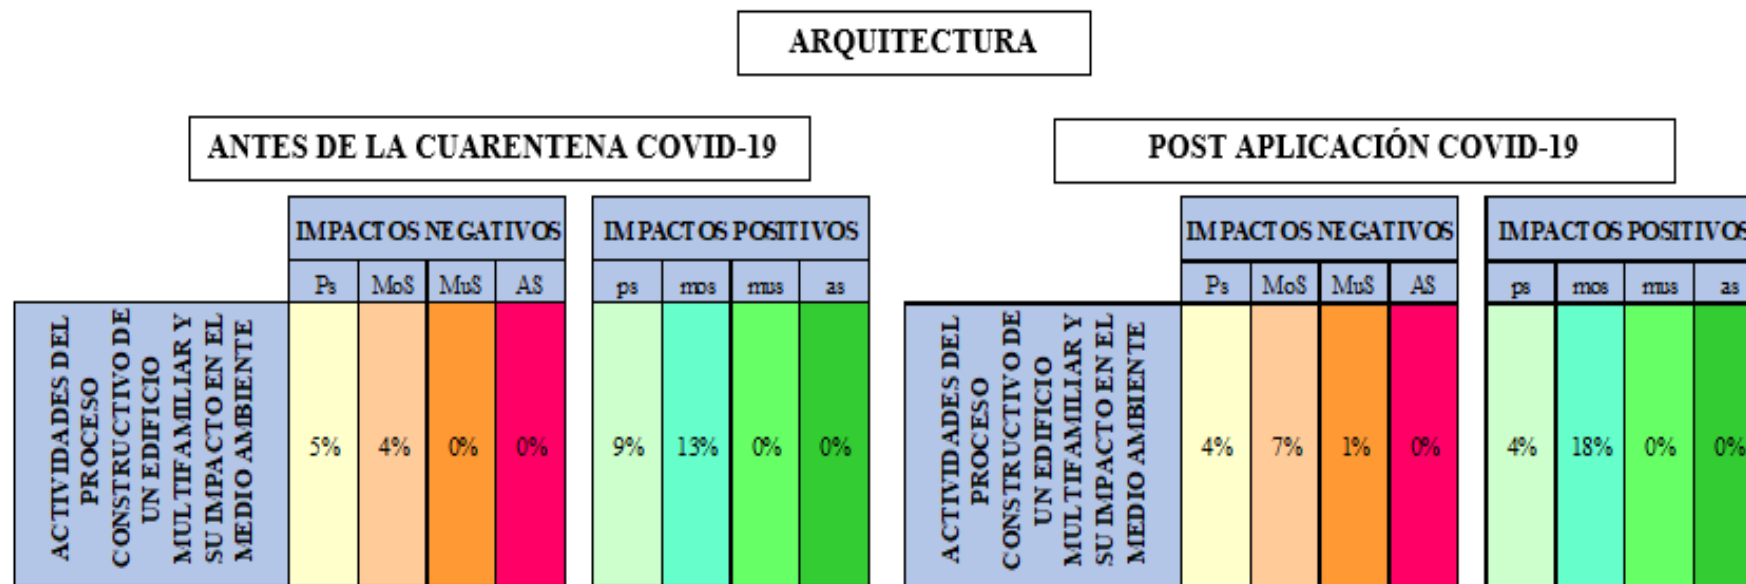 ARQUITECTURA
ANTES DE LA CUARENTENA COVID-19
IMPACTOS NEGATIVOS
IMPACTOS POSITIVOS
Ps MoS MuS AS
ps mos mus as
ACTIVIDADES DEL
PROCESO
CONSTRUCTIVO DE
UN EDIFICIO
MULTIFAMILIAR Y
SU IMPACTO EN EL
MEDIO AMBIENTE
5% 4% 0% 0%
9% 13% 0% 0%
POST APLICACIÓN COVID-19
IMPACTOS NEGATIVOS
IMPACTOS POSITIVOS
Ps MoS MuS AS
ps mos mus as
ACTIVIDADES DEL
PROCESO
CONSTRUCTIVO DE
UN EDIFICIO
MULTIFAMILIAR Y
SU IMPACTO EN EL
MEDIO AMBIENTE
4% 7% 1% 0%
4% 18% 0% 0%